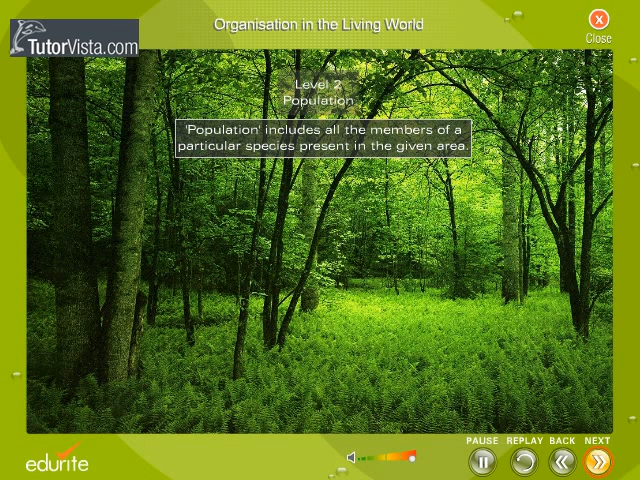 Organisation in the Living World
Close
TutorVista.com
Level 2
Population
'Population' includes all the members of a
particular species present in the given area.
PAUSE REPLAY BACK NEXT
edurite